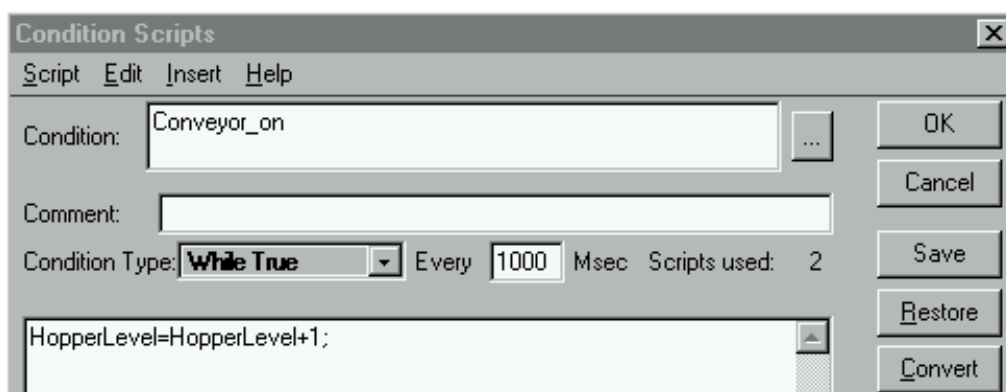 Condition Scripts
Script Edit Insert Help
Condition: Conveyor_on ... OK
Cancel
Comment:
Condition Type: While True Every 1000 Msec Scripts used: 2 Save
HopperLevel=HopperLevel+1; Restore
Convert